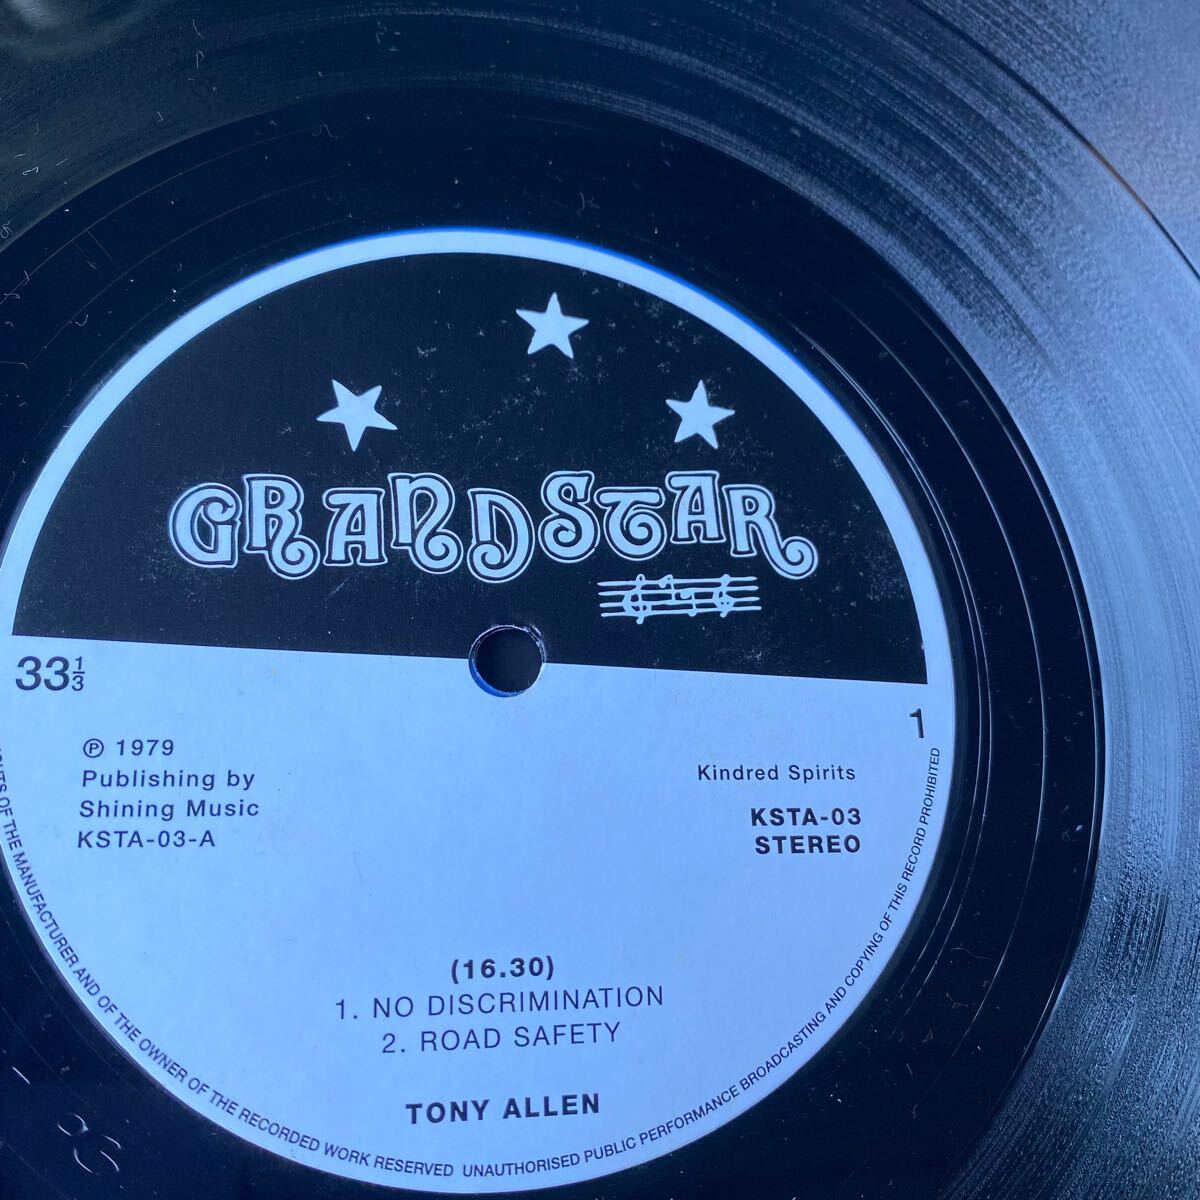 GRANDSTAR
33 1/3
1
℗ 1979
Publishing by
Shining Music
KSTA-03-A
Kindred Spirits
KSTA-03
STEREO
(16.30)
1. NO DISCRIMINATION
2. ROAD SAFETY
TONY ALLEN
OF THE MANUFACTURER AND OF THE OWNER OF THE RECORDED WORK RESERVED UNAUTHORISED PUBLIC PERFORMANCE BROADCASTING AND COPYING OF THIS RECORD PROHIBITED